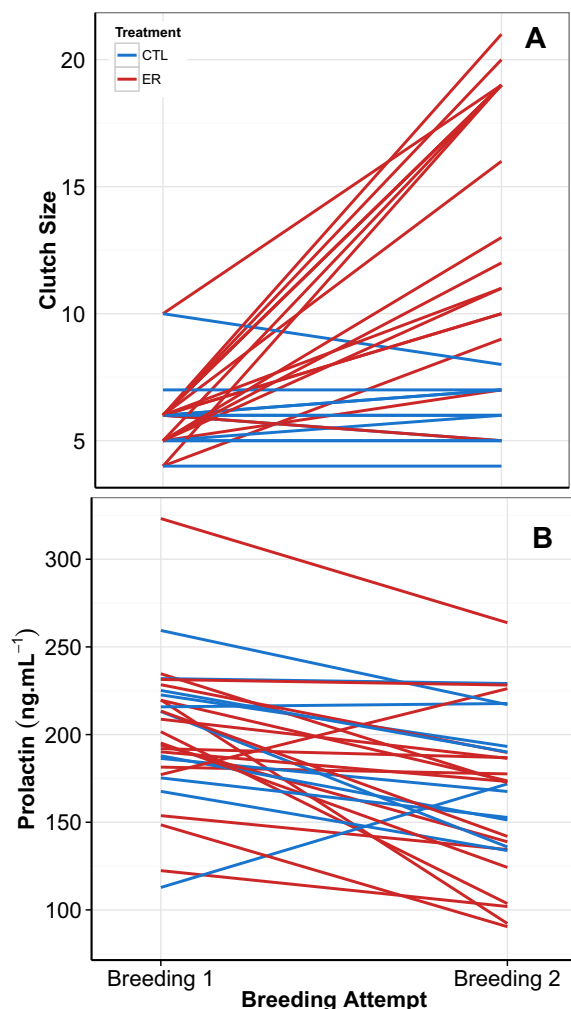 Treatment
CTL
ER
A
20
15
10
5
Clutch Size
B
300
250
200
150
100
Prolactin (ng.mL⁻¹)
Breeding 1 Breeding 2
Breeding Attempt